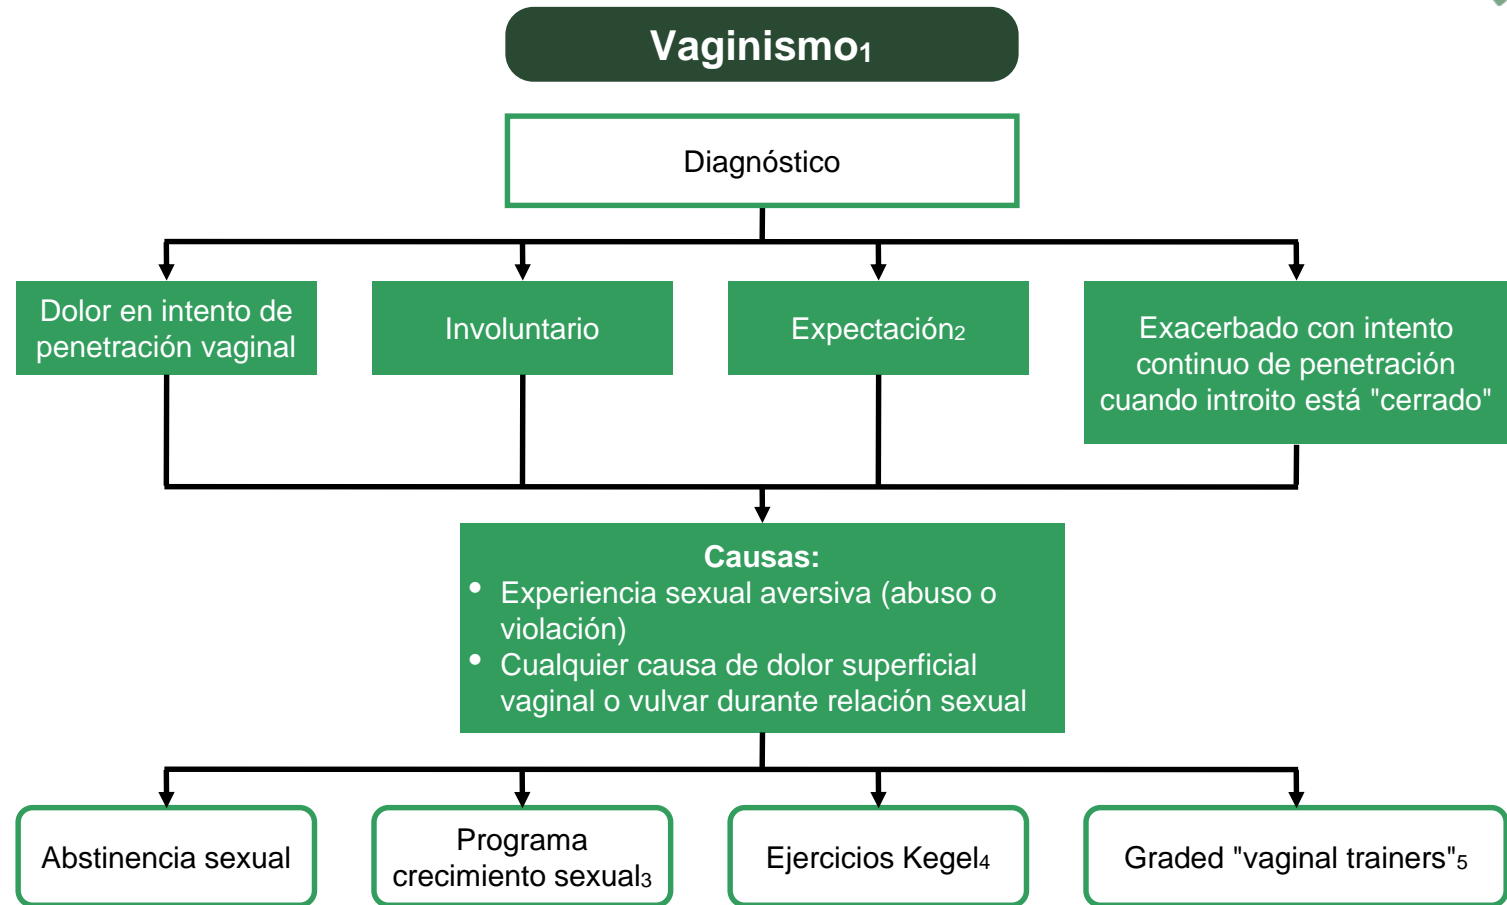 Vaginismo1
Diagnóstico
Dolor en intento de
penetración vaginal
Involuntario
Expectación2
Exacerbado con intento
continuo de penetración
cuando introito está "cerrado"
Causas:
• Experiencia sexual aversiva (abuso o
violación)
• Cualquier causa de dolor superficial
vaginal o vulvar durante relación sexual
Abstinencia sexual
Programa
crecimiento sexual3
Ejercicios Kegel4
Graded "vaginal trainers"5